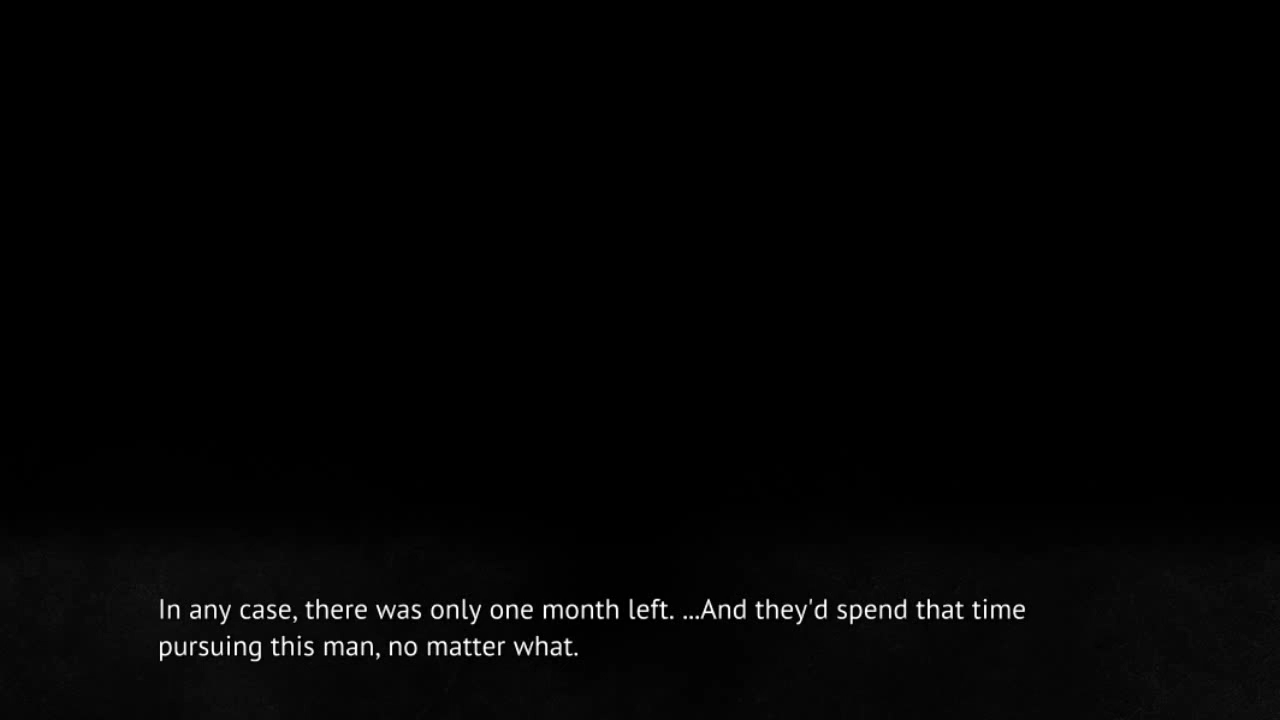 In any case, there was only one month left. ...And they'd spend that time
pursuing this man, no matter what.